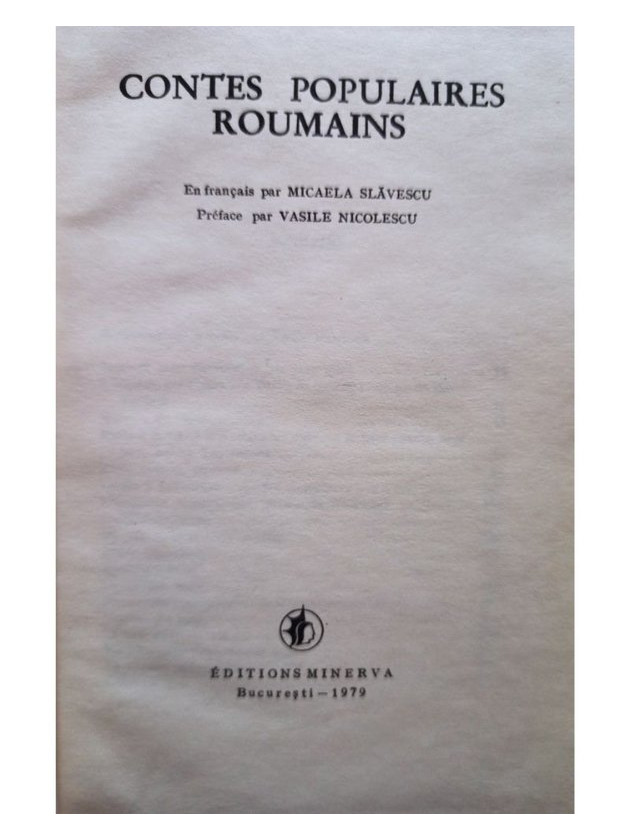 CONTES POPULAIRES
ROUMAINS
En français par MICAELA SLĂVESCU
Préface par VASILE NICOLESCU
ÉDITIONS MINERVA
București — 1979